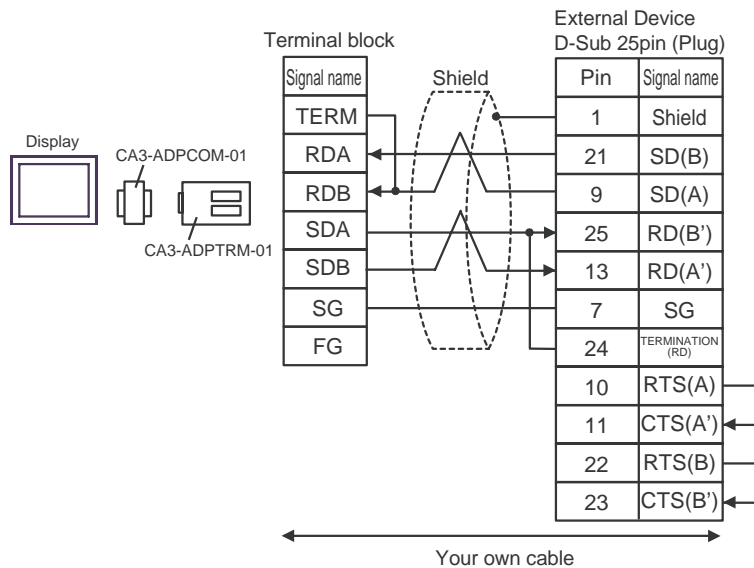 External Device
D-Sub 25pin (Plug)
Terminal block
Signal name
Shield
Pin
Signal name
TERM
1
Shield
Display
CA3-ADPCOM-01
RDA
21
SD(B)
RDB
9
SD(A)
CA3-ADPTRM-01
SDA
25
RD(B’)
SDB
13
RD(A’)
SG
7
SG
FG
24
TERMINATION
(RD)
10
RTS(A)
11
CTS(A’)
22
RTS(B)
23
CTS(B’)
Your own cable